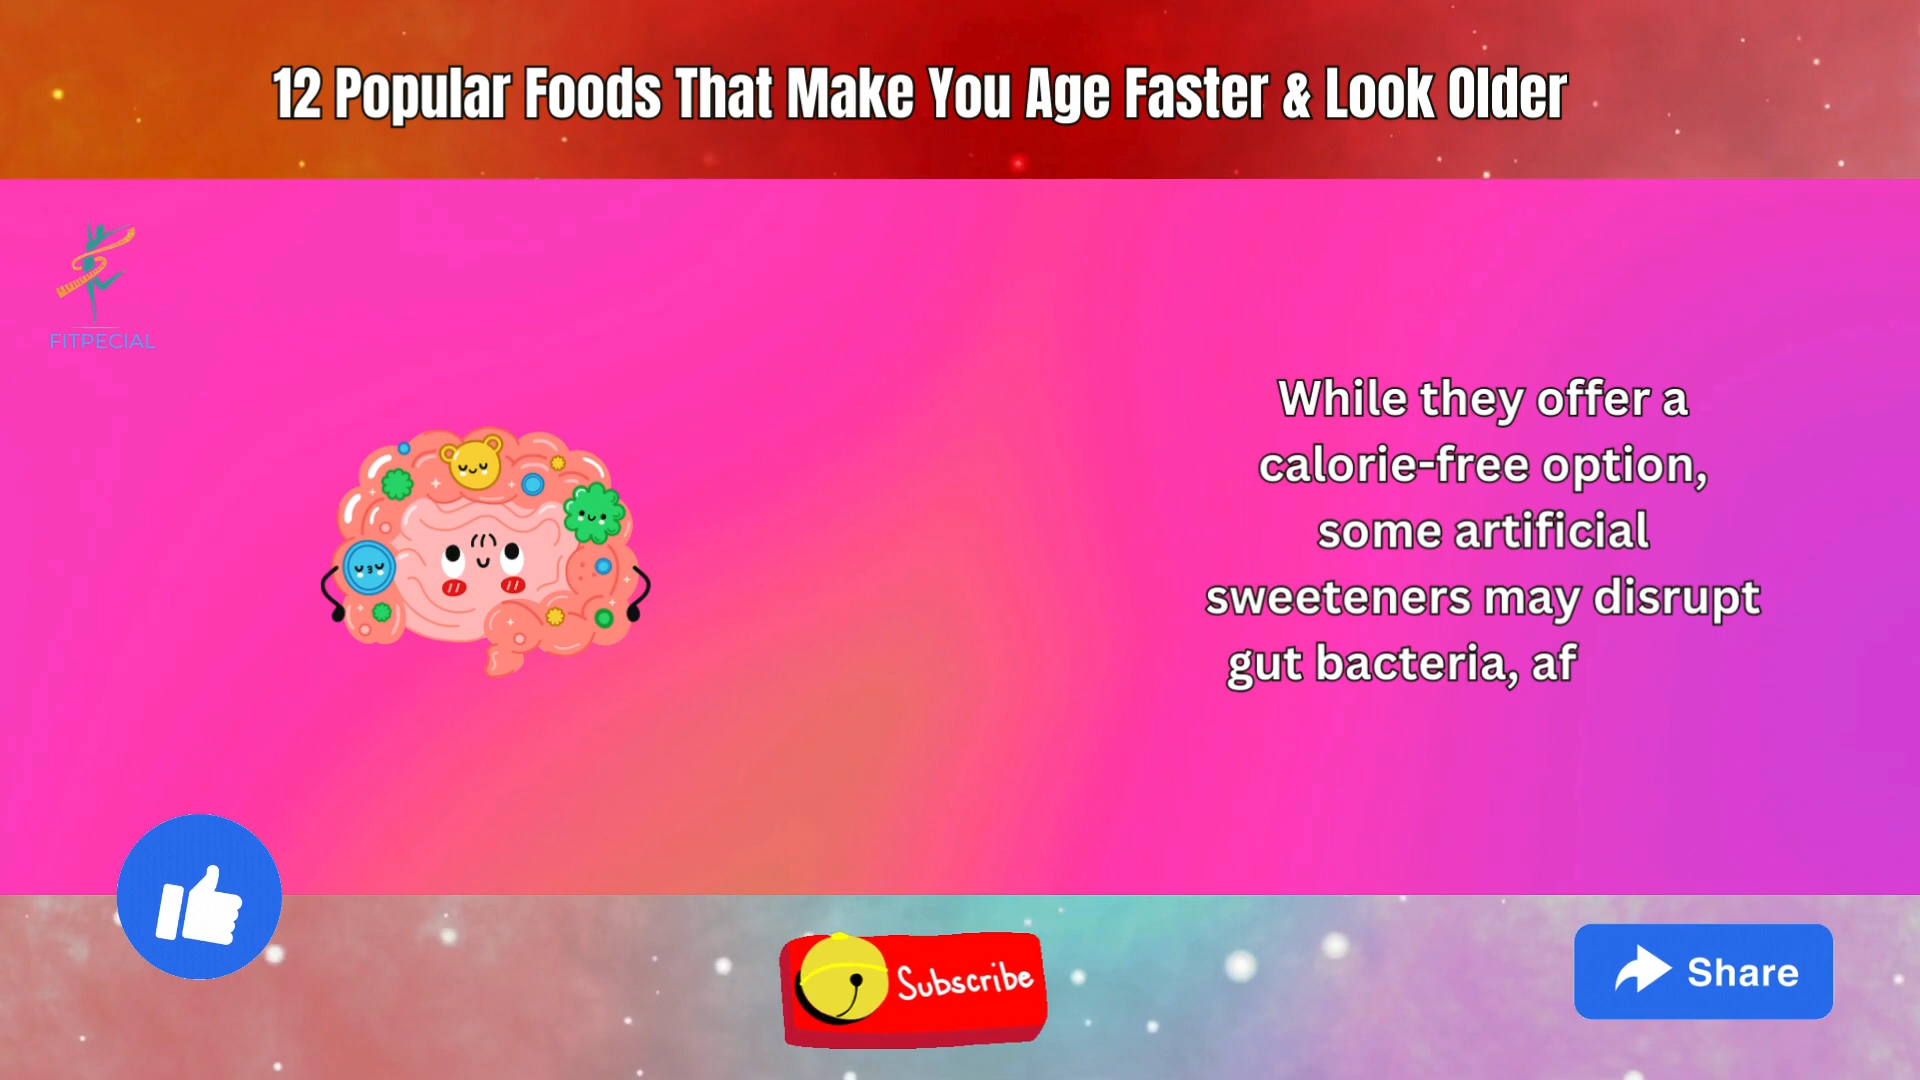 12 Popular Foods That Make You Age Faster & Look Older
FITPECIAL
While they offer a
calorie-free option,
some artificial
sweeteners may disrupt
gut bacteria, af
Subscribe
Share